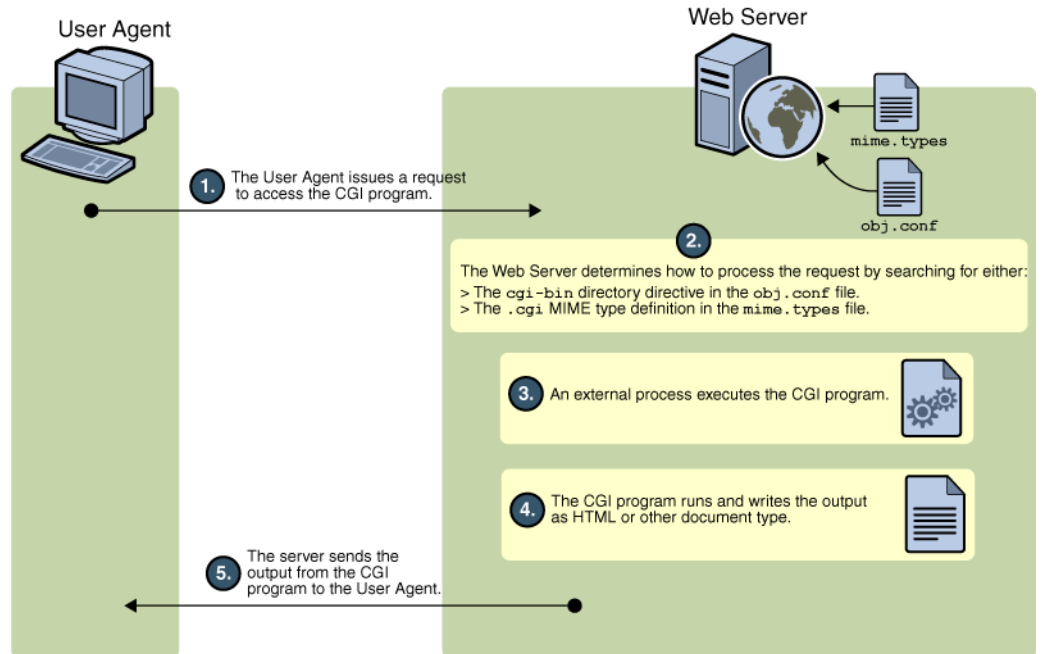 User Agent
Web Server
mime.types
obj.conf
1.
The User Agent issues a request
to access the CGI program.
2.
The Web Server determines how to process the request by searching for either:
> The cgi-bin directory directive in the obj.conf file.
> The .cgi MIME type definition in the mime.types file.
3.
An external process executes the CGI program.
4.
The CGI program runs and writes the output
as HTML or other document type.
5.
The server sends the
output from the CGI
program to the User Agent.